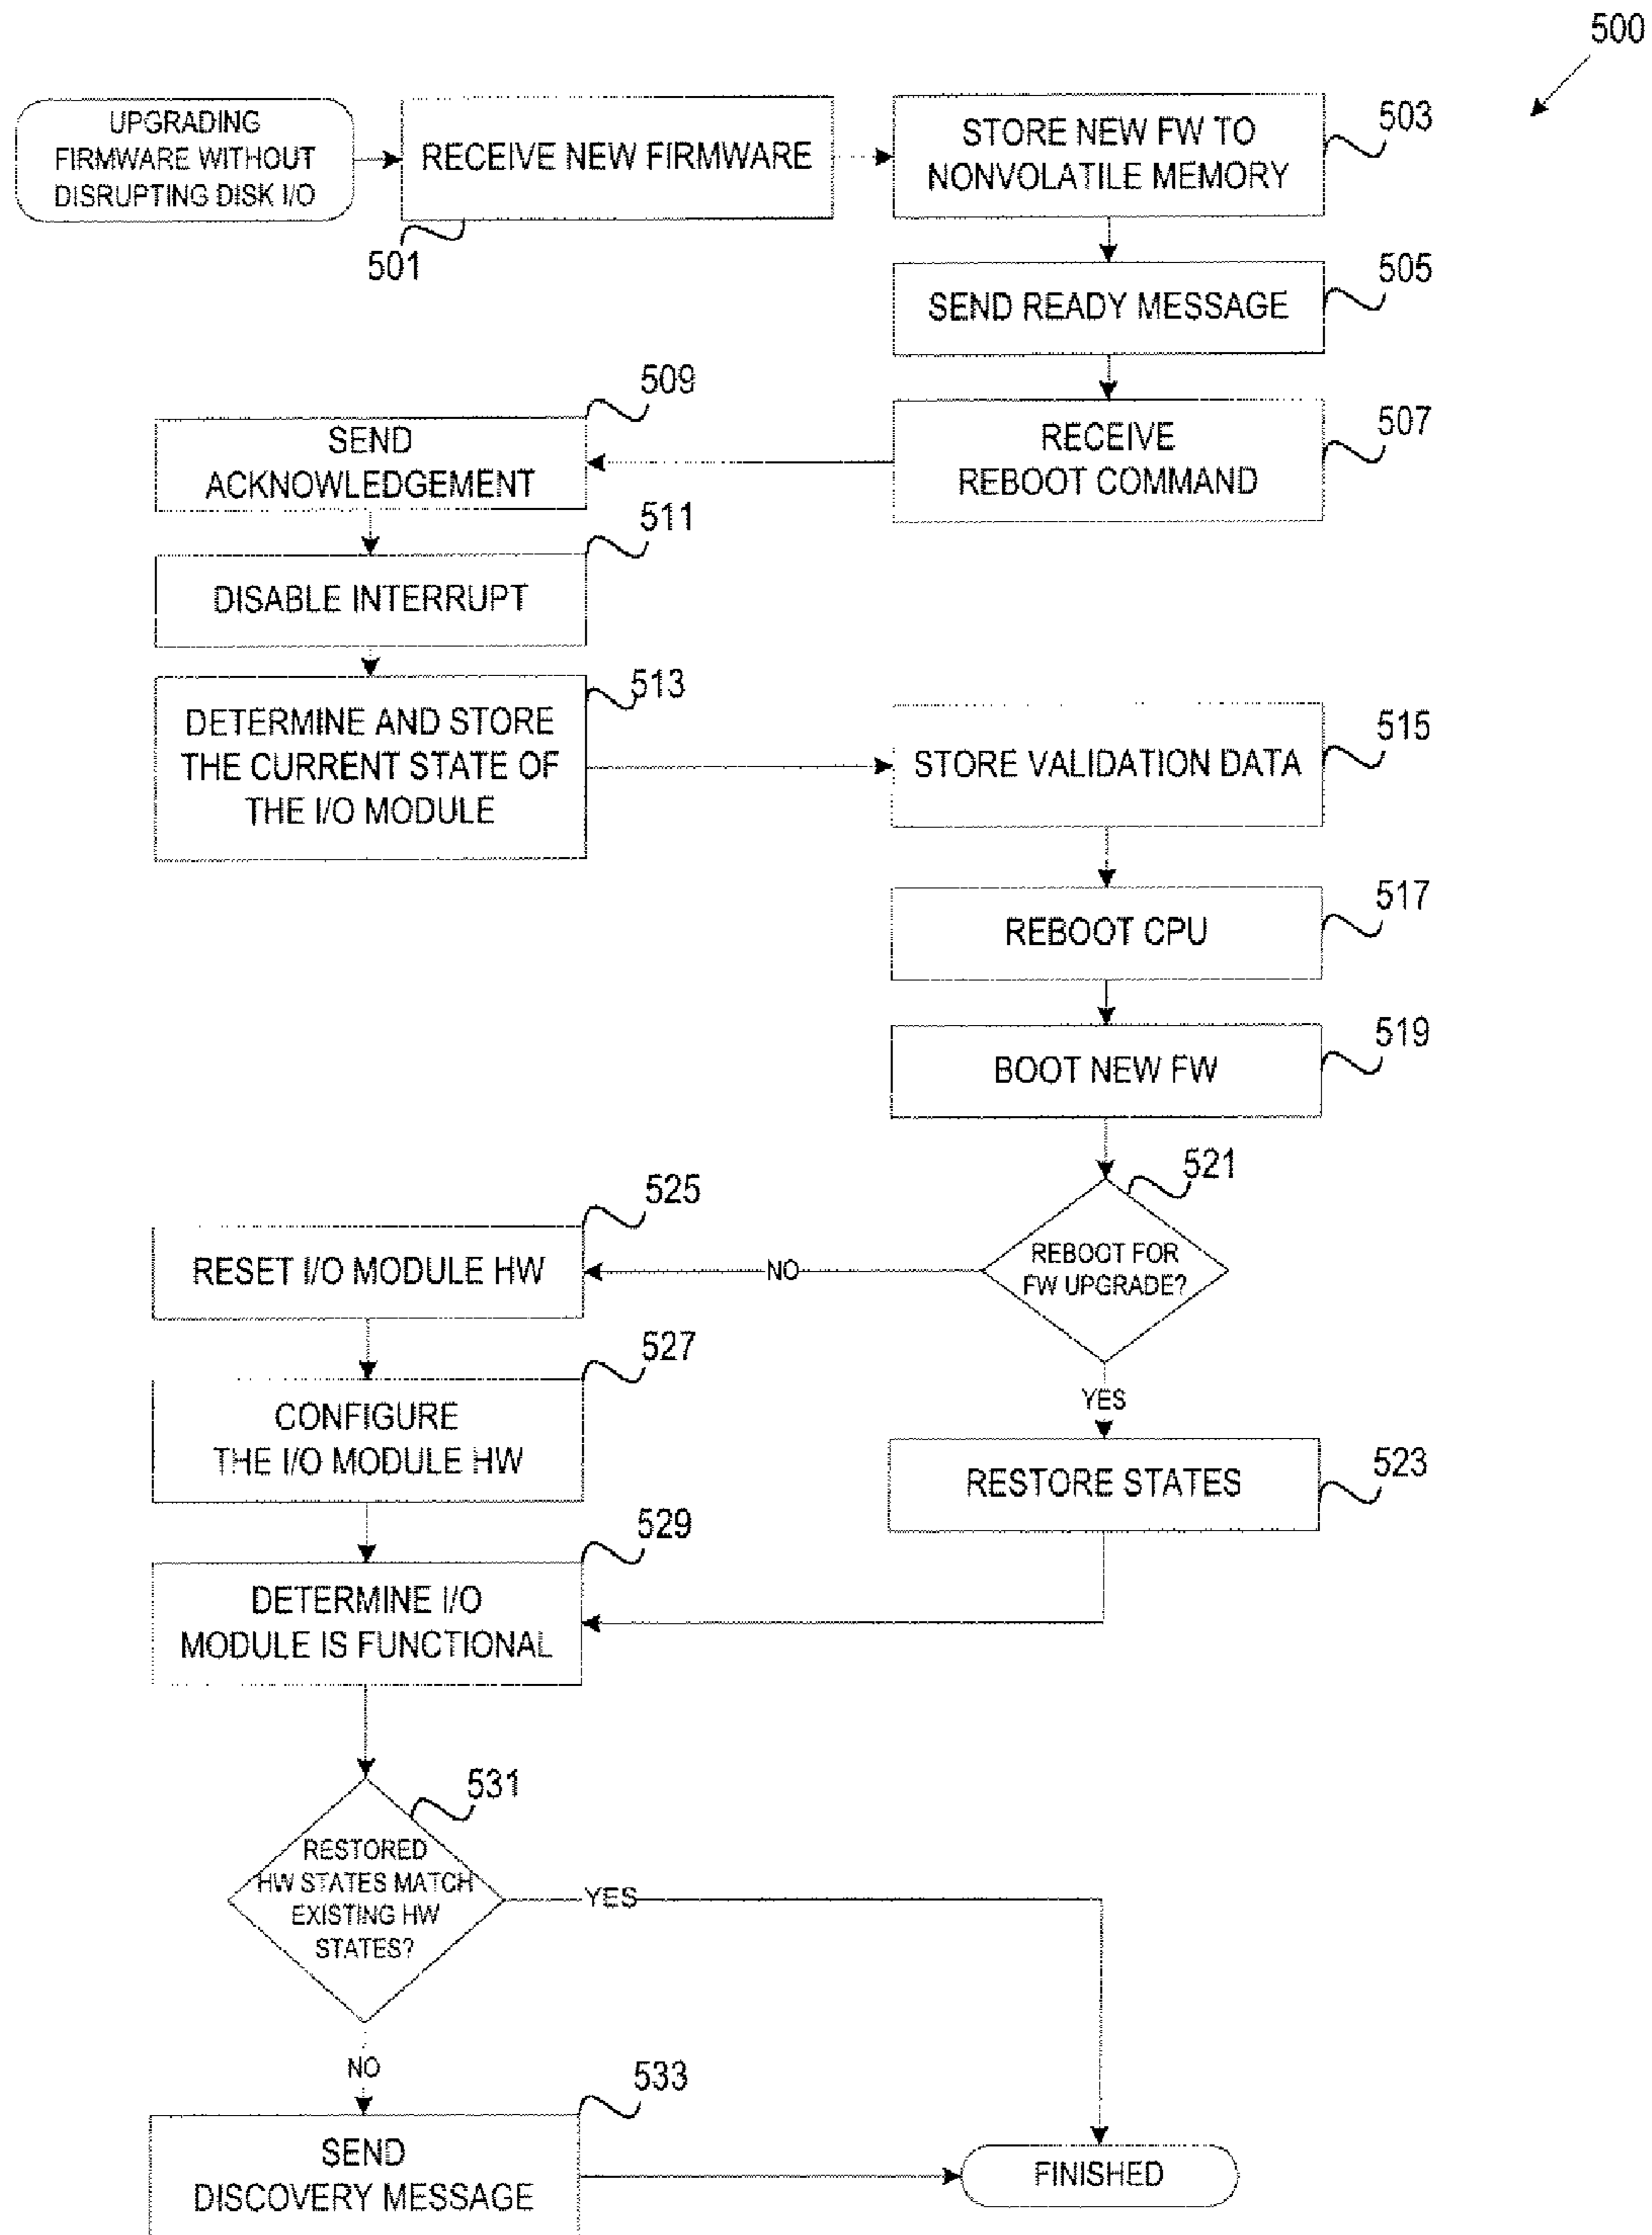 500
UPGRADING
FIRMWARE WITHOUT
DISRUPTING DISK I/O
RECEIVE NEW FIRMWARE
501
STORE NEW FW TO
NONVOLATILE MEMORY
503
SEND READY MESSAGE
505
RECEIVE
REBOOT COMMAND
507
SEND
ACKNOWLEDGEMENT
509
DISABLE INTERRUPT
511
DETERMINE AND STORE
THE CURRENT STATE OF
THE I/O MODULE
513
STORE VALIDATION DATA
515
REBOOT CPU
517
BOOT NEW FW
519
REBOOT FOR
FW UPGRADE?
521
NO
YES
RESET I/O MODULE HW
525
CONFIGURE
THE I/O MODULE HW
527
RESTORE STATES
523
DETERMINE I/O
MODULE IS FUNCTIONAL
529
RESTORED
HW STATES MATCH
EXISTING HW
STATES?
531
YES
NO
SEND
DISCOVERY MESSAGE
533
FINISHED